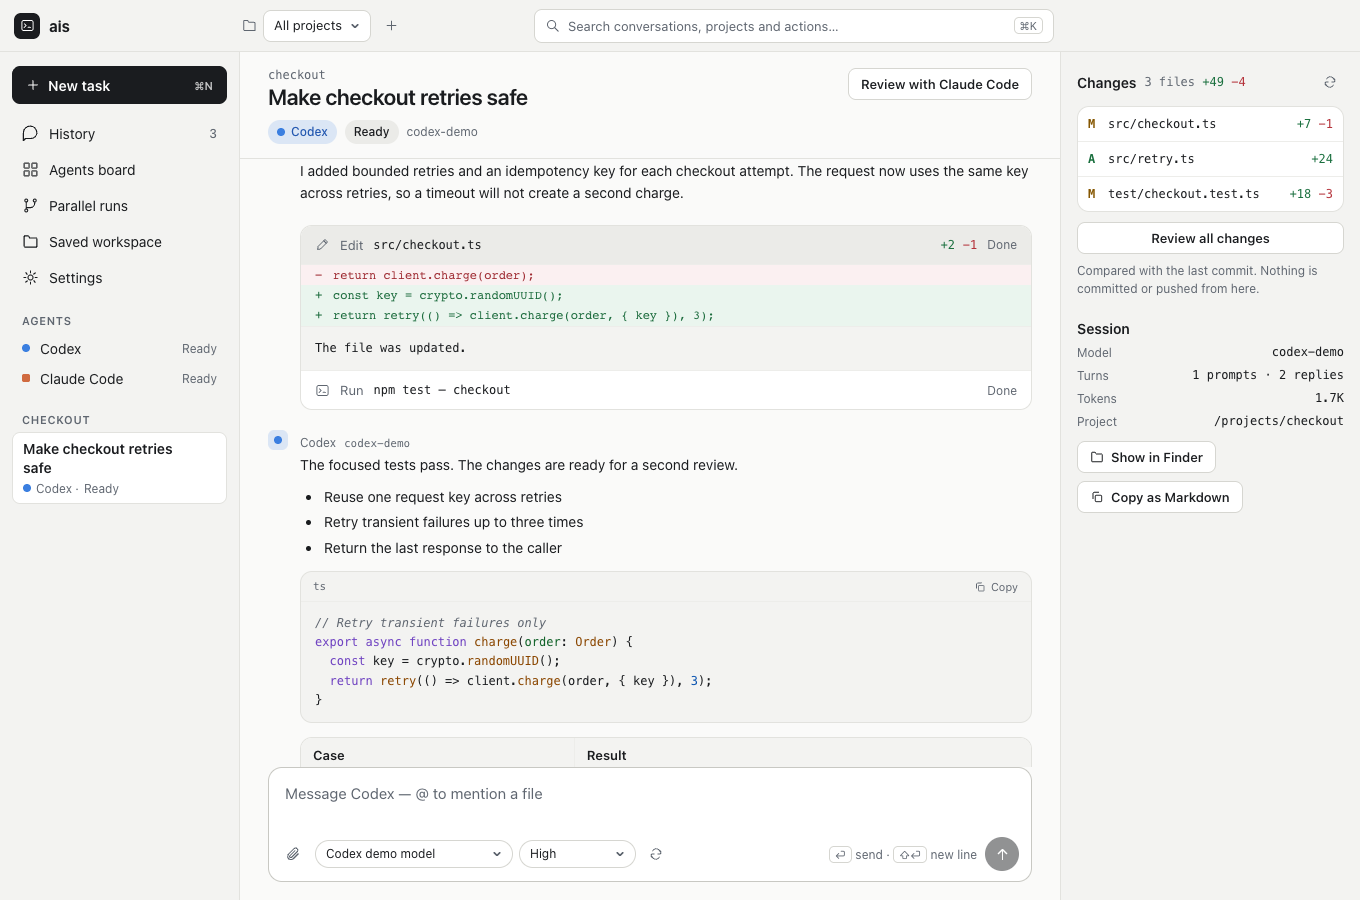 ais
All projects
Search conversations, projects and actions...
⌘K
New task
⌘N
History
3
Agents board
Parallel runs
Saved workspace
Settings
AGENTS
Codex
Ready
Claude Code
Ready
CHECKOUT
Make checkout retries
safe
Codex · Ready
checkout
Make checkout retries safe
Review with Claude Code
Codex
Ready
codex-demo
I added bounded retries and an idempotency key for each checkout attempt. The request now uses the same key
across retries, so a timeout will not create a second charge.
Edit src/checkout.ts +2 −1 Done
− return client.charge(order);
+ const key = crypto.randomUUID();
+ return retry(() => client.charge(order, { key }), 3);
The file was updated.
Run npm test — checkout Done
Codex codex-demo
The focused tests pass. The changes are ready for a second review.
• Reuse one request key across retries
• Retry transient failures up to three times
• Return the last response to the caller
ts
Copy
// Retry transient failures only
export async function charge(order: Order) {
  const key = crypto.randomUUID();
  return retry(() => client.charge(order, { key }), 3);
}
Case Result
Message Codex — @ to mention a file
Codex demo model
High
⏎ send · ⇧⏎ new line
Changes 3 files +49 −4
M src/checkout.ts +7 −1
A src/retry.ts +24
M test/checkout.test.ts +18 −3
Review all changes
Compared with the last commit. Nothing is
committed or pushed from here.
Session
Model codex-demo
Turns 1 prompts · 2 replies
Tokens 1.7K
Project /projects/checkout
Show in Finder
Copy as Markdown